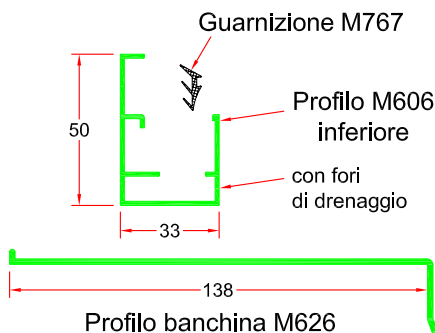 Guarnizione M767
50
Profilo M606
inferiore
con fori
di drenaggio
33
138
Profilo banchina M626